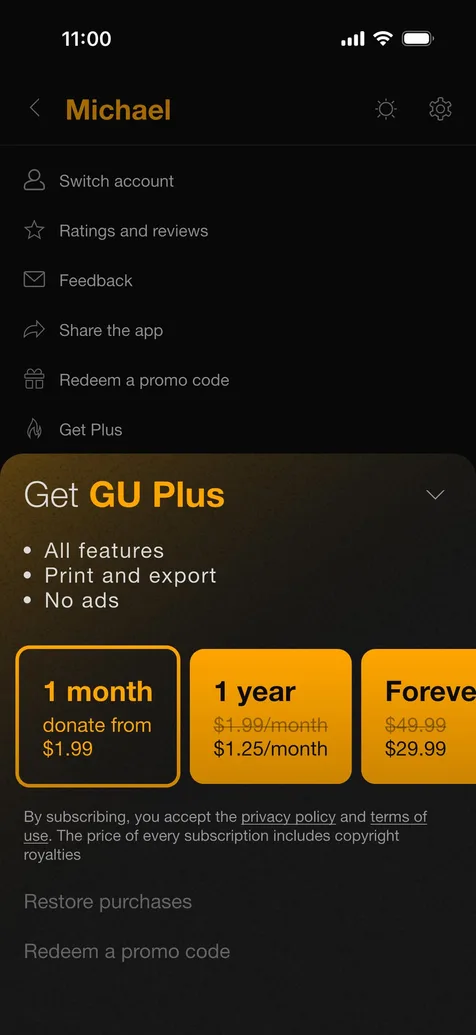 11:00
Michael
Switch account
Ratings and reviews
Feedback
Share the app
Redeem a promo code
Get Plus
Get GU Plus
• All features
• Print and export
• No ads
1 month
donate from
$1.99
1 year
$1.99/month
$1.25/month
Foreve
$49.99
$29.99
By subscribing, you accept the privacy policy and terms of
use. The price of every subscription includes copyright
royalties
Restore purchases
Redeem a promo code